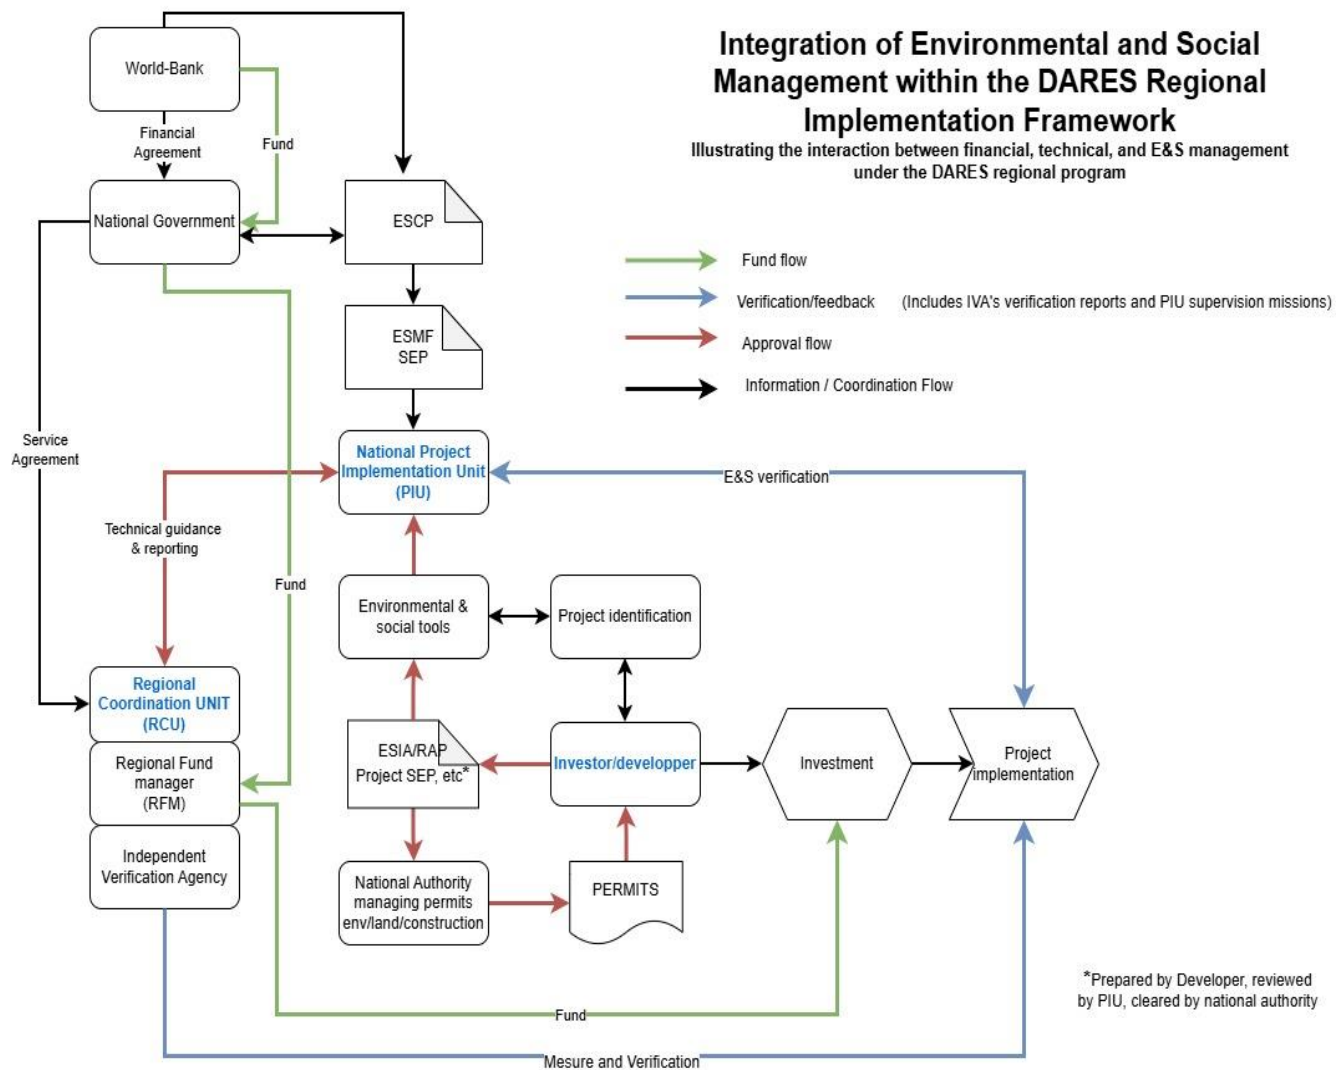 Integration of Environmental and Social
Management within the DARES Regional
Implementation Framework
Illustrating the interaction between financial, technical, and E&S management
under the DARES regional program
World-Bank
Financial
Agreement
Fund
National Government
ESCP
Fund flow
Verification/feedback (Includes IVA's verification reports and PIU supervision missions)
Approval flow
Information / Coordination Flow
ESMF
SEP
Service
Agreement
National Project
Implementation Unit
(PIU)
E&S verification
Technical guidance
& reporting
Fund
Environmental &
social tools
Project identification
Regional
Coordination UNIT
(RCU)
Regional Fund
manager
(RFM)
Independent
Verification Agency
ESIA/RAP
Project SEP, etc*
Investor/developper
Investment
Project
implementation
National Authority
managing permits
env/land/construction
PERMITS
*Prepared by Developer, reviewed
by PIU, cleared by national authority
Fund
Mesure and Verification